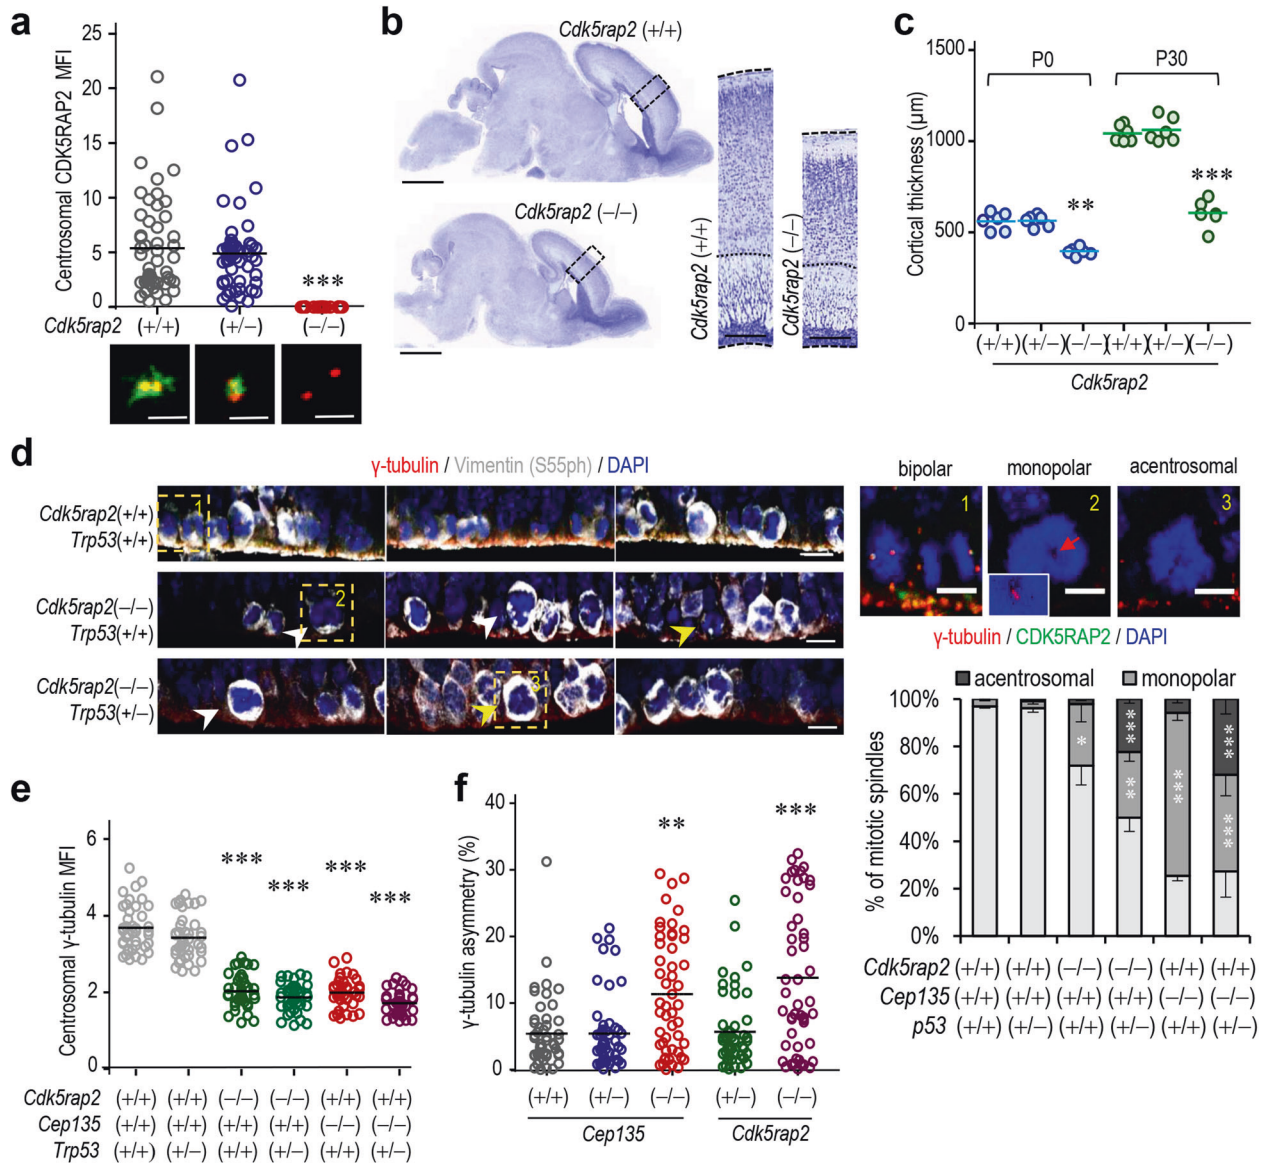 a
Centrosomal CDK5RAP2 MFI
25
20
15
10
5
0
***
Cdk5rap2 (+/+) (+/−) (−/−)
b
Cdk5rap2 (+/+)
Cdk5rap2 (−/−)
Cdk5rap2 (+/+)
Cdk5rap2 (−/−)
c
Cortical thickness (μm)
1500
1000
500
0
P0 P30
**
***
(+/+) (+/−) (−/−) (+/+) (+/−) (−/−)
Cdk5rap2
d
γ-tubulin / Vimentin (S55ph) / DAPI
Cdk5rap2(+/+)
Trp53(+/+)
1
Cdk5rap2(−/−)
Trp53(+/+)
2
Cdk5rap2(−/−)
Trp53(+/−)
3
bipolar monopolar acentrosomal
1 2 3
γ-tubulin / CDK5RAP2 / DAPI
acentrosomal monopolar
% of mitotic spindles
100%
80%
60%
40%
20%
0%
*
***
**
***
***
***
Cdk5rap2 (+/+) (+/+) (−/−) (−/−) (+/+) (+/+)
Cep135 (+/+) (+/+) (+/+) (+/+) (−/−) (−/−)
p53 (+/+) (+/−) (+/+) (+/−) (+/+) (+/−)
e
Centrosomal γ-tubulin MFI
6
4
2
0
*** *** *** ***
Cdk5rap2 (+/+) (+/+) (−/−) (−/−) (+/+) (+/+)
Cep135 (+/+) (+/+) (+/+) (+/+) (−/−) (−/−)
Trp53 (+/+) (+/−) (+/+) (+/−) (+/+) (+/−)
f
γ-tubulin asymmetry (%)
40
20
10
0
** ***
(+/+) (+/−) (−/−) (+/−) (−/−)
Cep135 Cdk5rap2